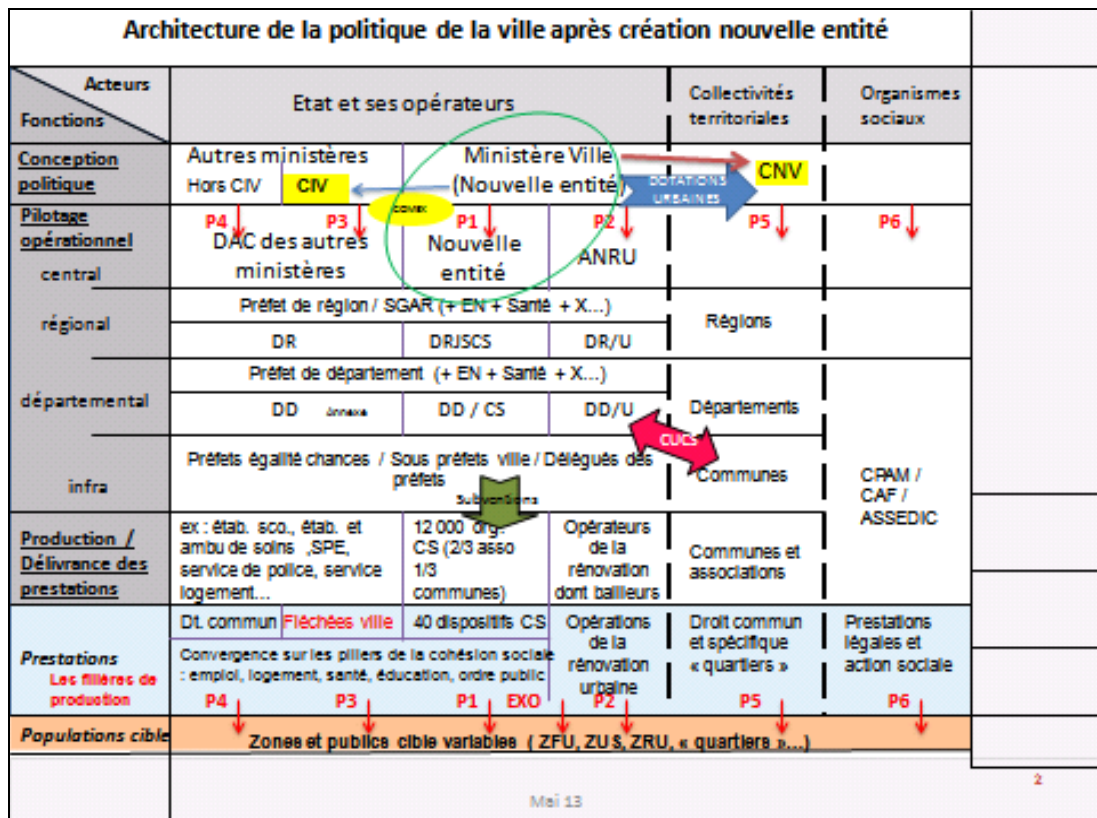 Architecture de la politique de la ville après création nouvelle entité
Acteurs
Fonctions
Etat et ses opérateurs
Collectivités
territoriales
Organismes
sociaux
Conception
politique
Autres ministères
Hors CIV
CIV
Ministère Ville
(Nouvelle entité)
DOTATIONS
URBAINES
CNV
COMEX
Pilotage
opérationnel
central
P4
P3
P1
P2
P5
P6
DAC des autres
ministères
Nouvelle
entité
ANRU
régional
Préfet de région / SGAR (+ EN + Santé + X...)
DR
DRJSCS
DR/U
Régions
départemental
Préfet de département (+ EN + Santé + X...)
DD
Annexe
DD / CS
DD/U
Départements
CUCS
infra
Préfets égalité chances / Sous préfets ville / Délégués des
préfets
Subventions
Communes
CPAM /
CAF /
ASSEDIC
Production /
Délivrance des
prestations
ex : étab. sco., étab. et
ambu de soins ,SPE,
service de police, service
logement...
12 000 org.
CS (2/3 asso
1/3
communes)
Opérateurs
de la
rénovation
dont bailleurs
Communes et
associations
Prestations
Les filières de
production
Dt. commun
Fléchées ville
40 dispositifs CS
Convergence sur les piliers de la cohésion sociale
: emploi, logement, santé, éducation, ordre public
Opérations
de la
rénovation
urbaine
Droit commun
et spécifique
« quartiers »
Prestations
légales et
action sociale
P4
P3
P1
EXO
P2
P5
P6
Populations cible
Zones et publics cible variables ( ZFU, ZUS, ZRU, « quartiers »...)
2
Mai 13